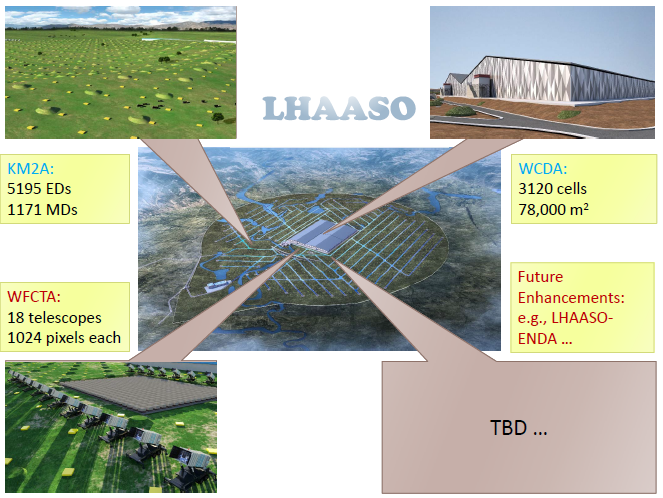 LHAASO
KM2A:
5195 EDs
1171 MDs
WCDA:
3120 cells
78,000 m²
WFCTA:
18 telescopes
1024 pixels each
Future
Enhancements:
e.g., LHAASO-
ENDA ...
TBD ...